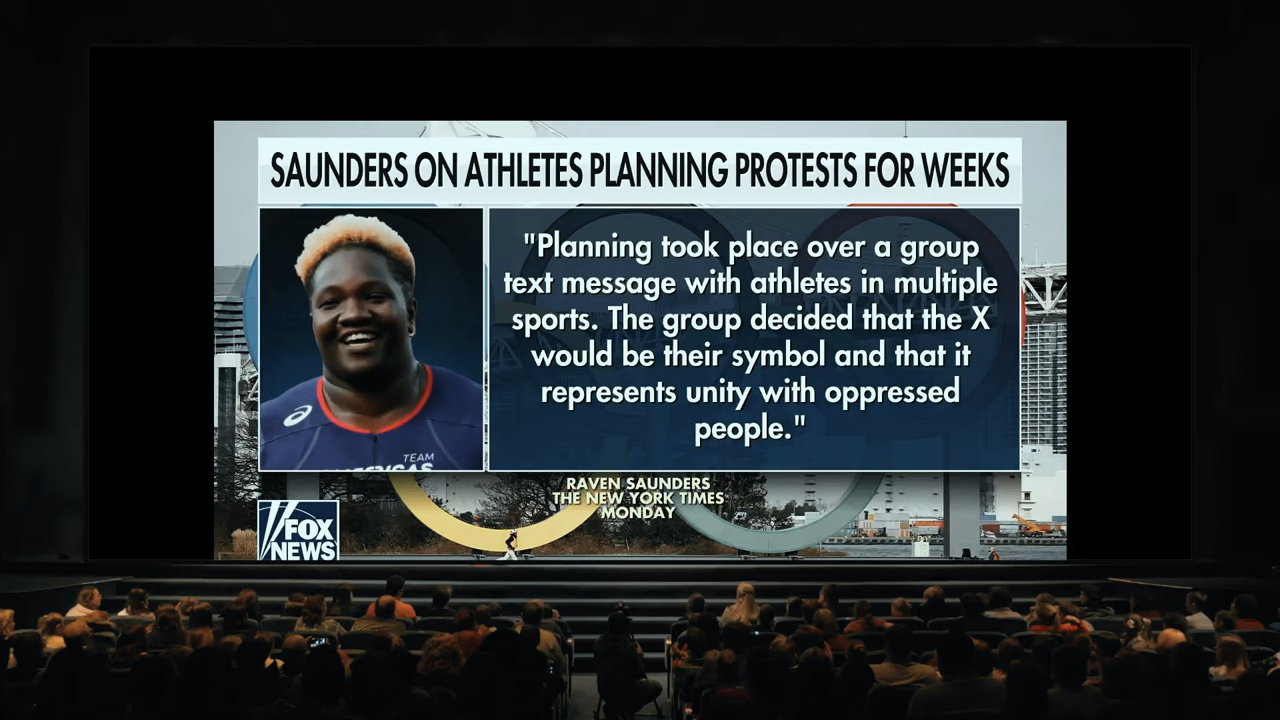 SAUNDERS ON ATHLETES PLANNING PROTESTS FOR WEEKS
"Planning took place over a group
text message with athletes in multiple
sports. The group decided that the X
would be their symbol and that it
represents unity with oppressed
people."
TEAM
RAVEN SAUNDERS
THE NEW YORK TIMES
MONDAY
FOX
NEWS